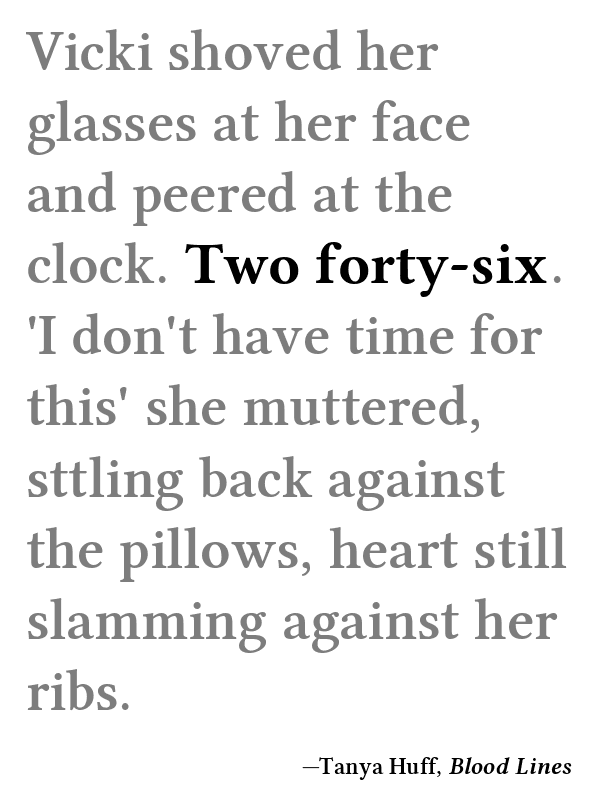 Vicki shoved her
glasses at her face
and peered at the
clock. Two forty-six.
'I don't have time for
this' she muttered,
sttling back against
the pillows, heart still
slamming against her
ribs.
—Tanya Huff, Blood Lines